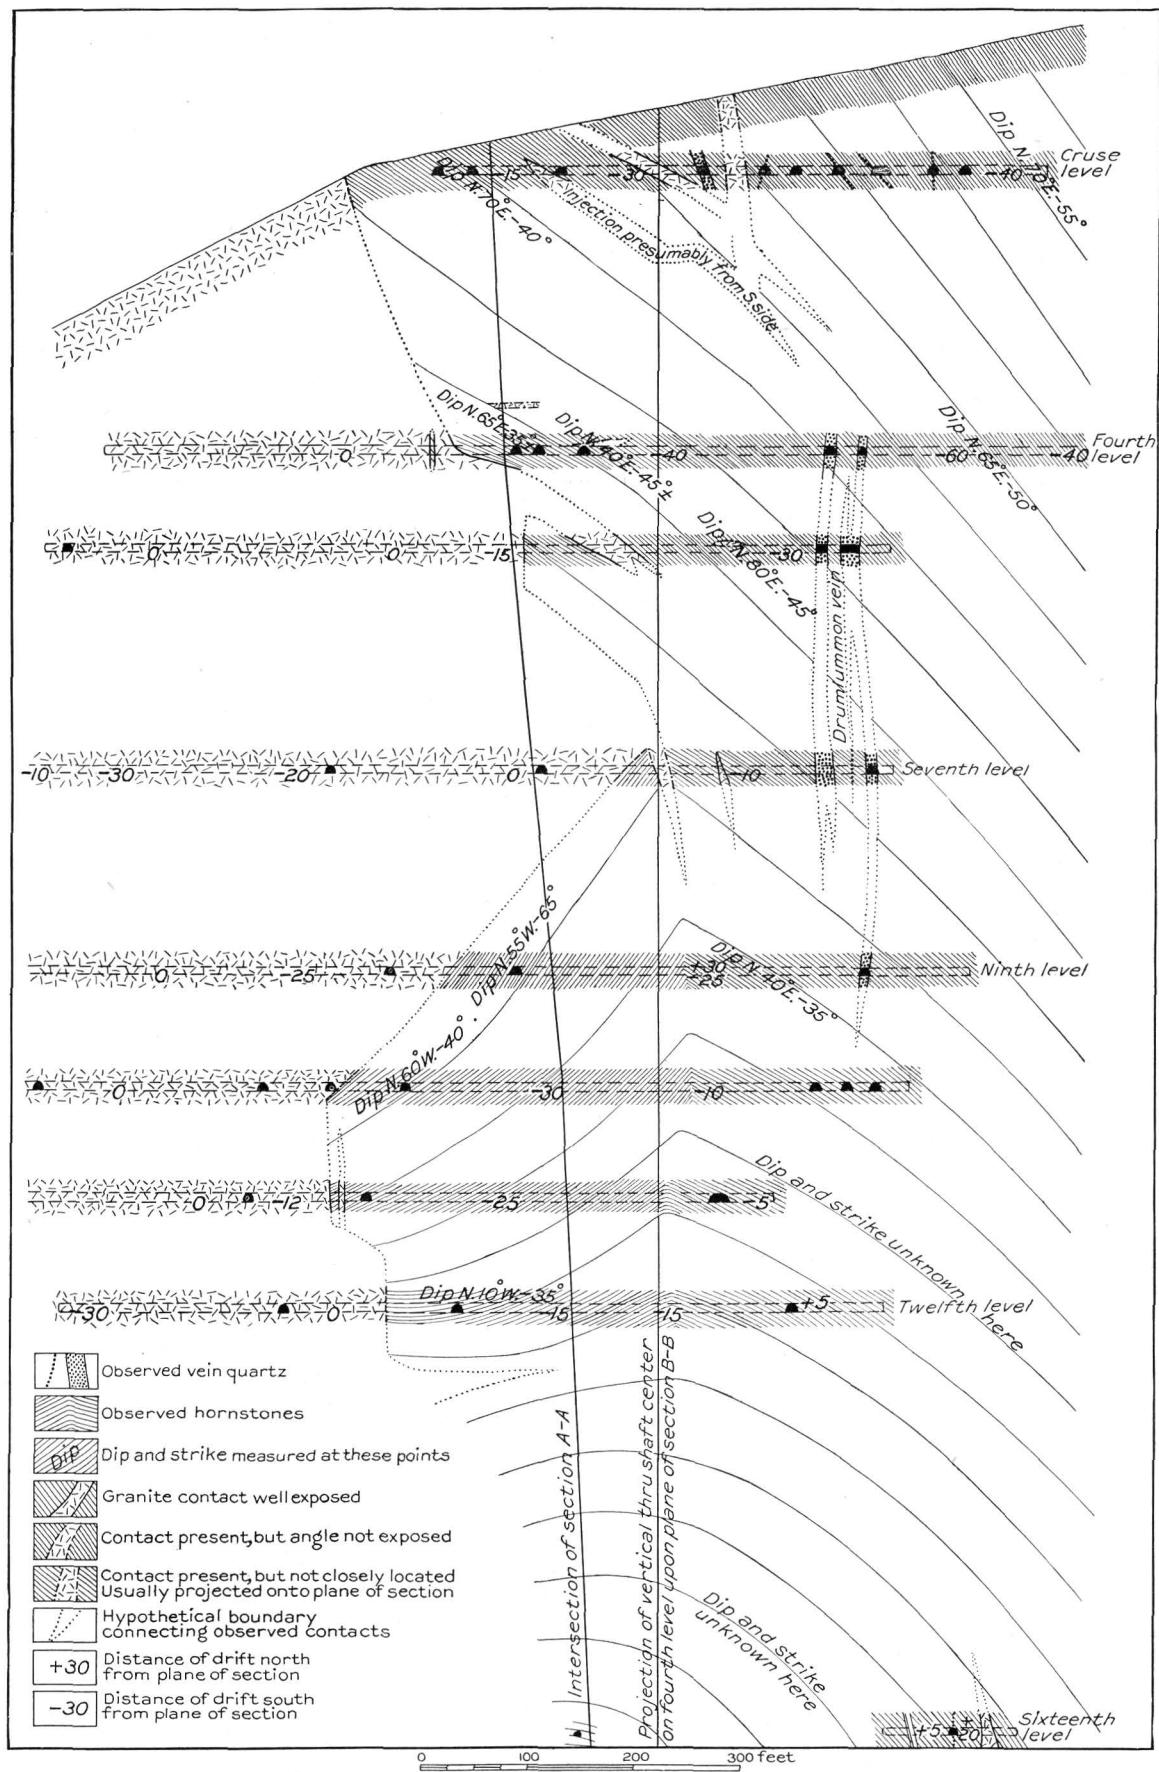 Dip N.70°E.-55°
Cruse
level
-15
-30
-40
Dip N.70°E.-40°
Injection presumably from S. side
Dip N.65°E.-35°±
Dip N.40°E.-45°±
Dip N.65°E.-50°
0
-40
-60
-40
Fourth
level
0
0
-15
-30
Dip N.80°E.-45°
Drumlummon vein
-10
-30
-20
0
-10
Seventh level
Dip N.55°W.-65°
0
-25
+30
-25
Dip N.40°E.-35°
Ninth level
Dip N.60°W.-40°
0
-30
-10
0
-12
-25
-5
Dip and strike unknown
here
Dip N.10°W.-35°
-30
0
-15
-15
+5
Twelfth level
Observed vein quartz
Observed hornstones
Dip
Dip and strike measured at these points
Granite contact well exposed
Contact present, but angle not exposed
Contact present, but not closely located
Usually projected onto plane of section
Hypothetical boundary
connecting observed contacts
+30
Distance of drift north
from plane of section
-30
Distance of drift south
from plane of section
Intersection of section A-A
Projection of vertical thru shaft center
on fourth level upon plane of section B-B
Dip and strike
unknown here
+5
+
20
Sixteenth
level
0
100
200
300 feet